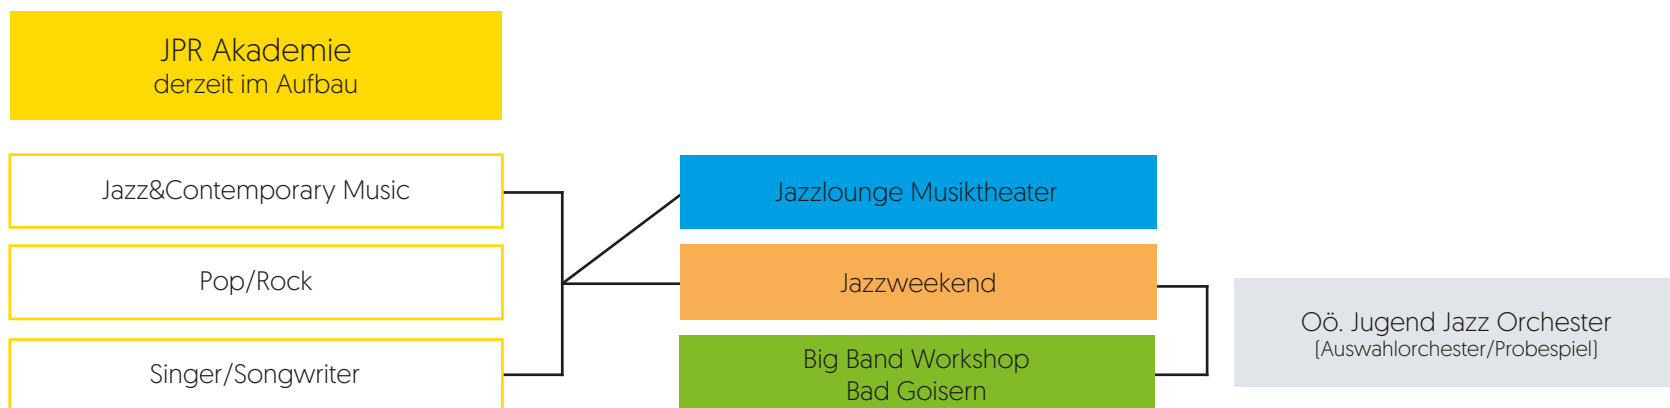 JPR Akademie
derzeit im Aufbau
Jazz&Contemporary Music
Pop/Rock
Singer/Songwriter
Jazzlounge Musiktheater
Jazzweekend
Big Band Workshop
Bad Goisern
Oö. Jugend Jazz Orchester
(Auswahlorchester/Probespiel)